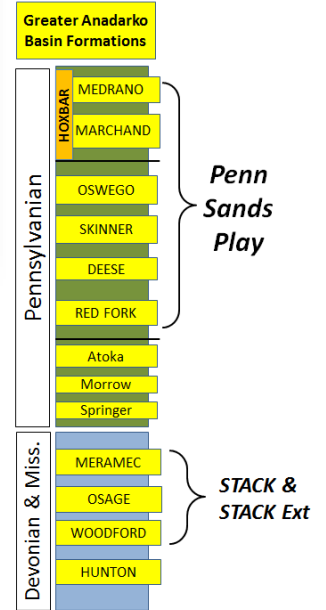 Greater Anadarko
Basin Formations
Pennsylvanian
HOXBAR
MEDRANO
MARCHAND
OSWEGO
SKINNER
DEESE
RED FORK
Penn
Sands
Play
Atoka
Morrow
Springer
Devonian & Miss.
MERAMEC
OSAGE
WOODFORD
HUNTON
STACK &
STACK Ext